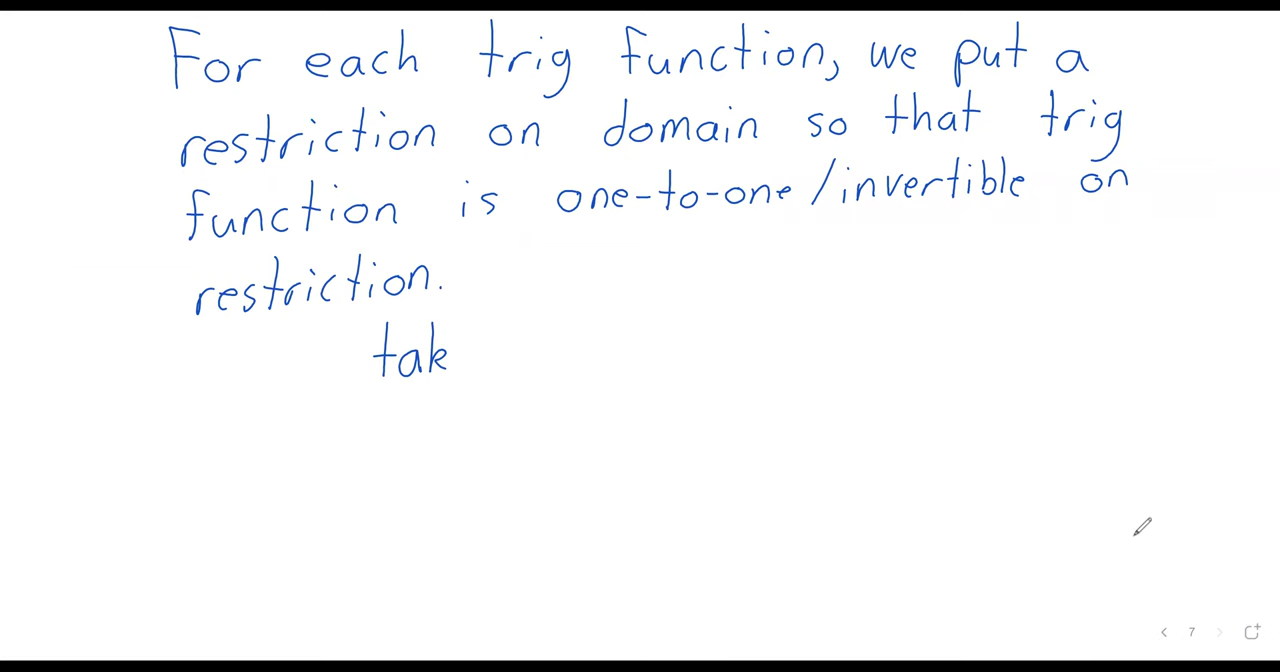 For each trig function, we put a
restriction on domain so that trig
function is one-to-one/invertible on
restriction.
tak
7